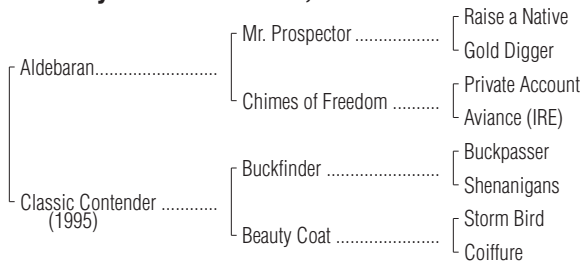 Raise a Native
Mr. Prospector ..................
Gold Digger
Aldebaran..........................
Private Account
Chimes of Freedom ..........
Aviance (IRE)
Buckpasser
Buckfinder ........................
Shenanigans
Classic Contender ............
(1995)
Storm Bird
Beauty Coat ......................
Coiffure